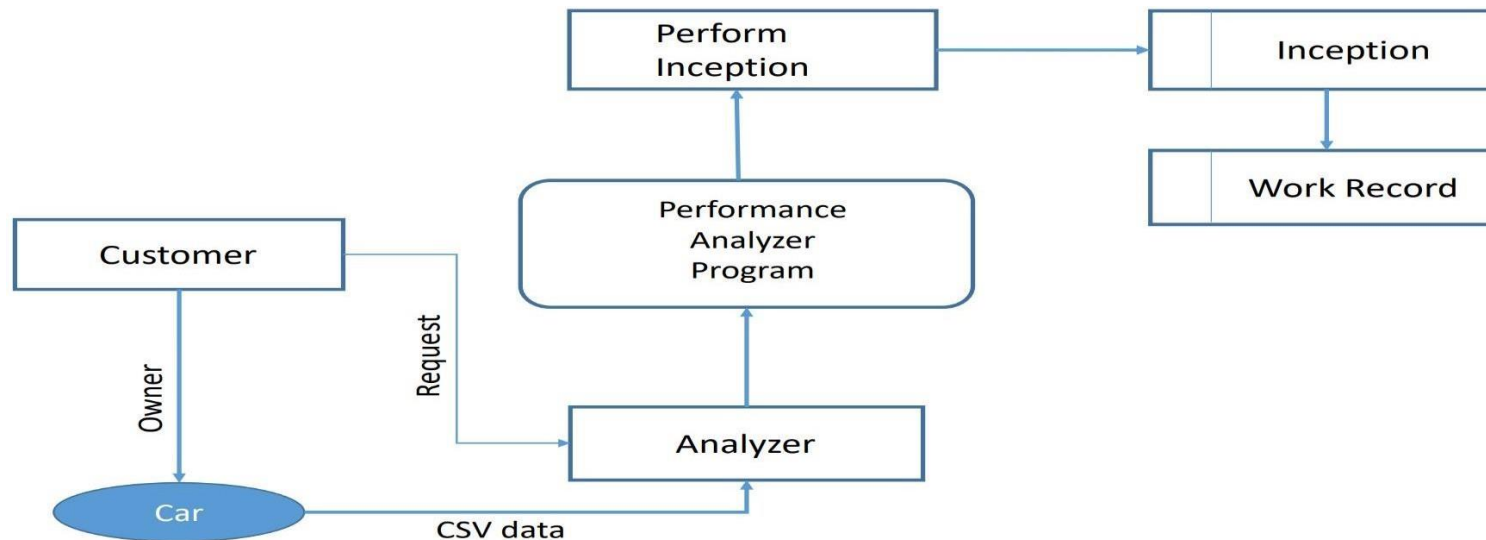 Perform
Inception
Inception
Work Record
Performance
Analyzer
Program
Customer
Owner
Request
Analyzer
Car
CSV data